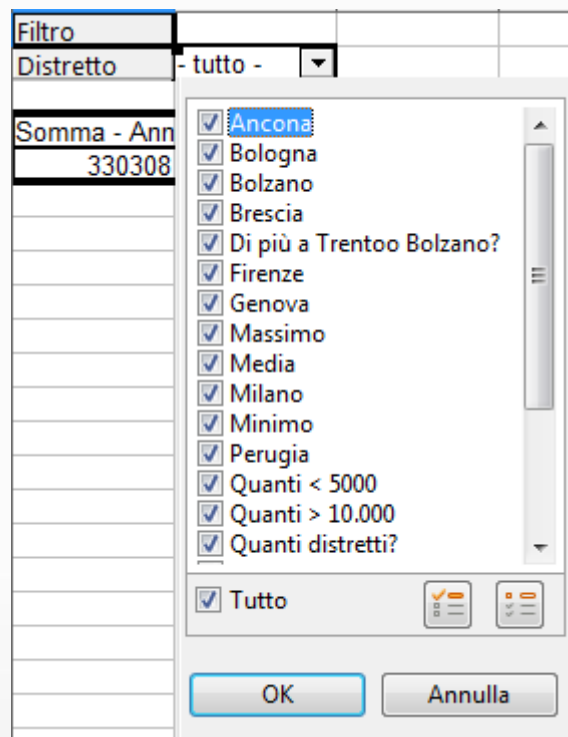 Filtro
Distretto - tutto -
Somma - Ann
330308
Ancona
Bologna
Bolzano
Brescia
Di più a Trentoo Bolzano?
Firenze
Genova
Massimo
Media
Milano
Minimo
Perugia
Quanti < 5000
Quanti > 10.000
Quanti distretti?
Tutto
OK Annulla